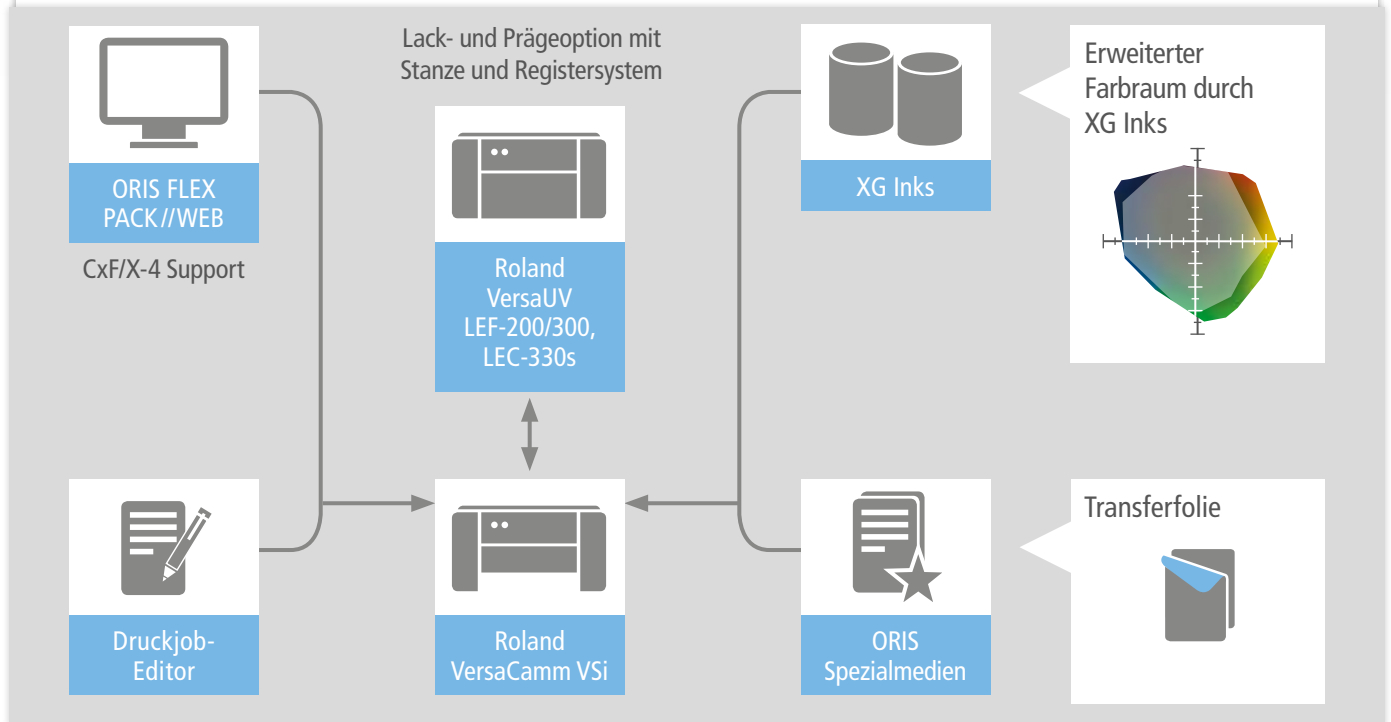 ORIS FLEX
PACK//WEB
CxF/X-4 Support
Lack- und Prägeoption mit
Stanze und Registersystem
Roland
VersaUV
LEF-200/300,
LEC-330s
XG Inks
Erweiterter
Farbraum durch
XG Inks
Druckjob-
Editor
Roland
VersaCamm VSi
ORIS
Spezialmedien
Transferfolie